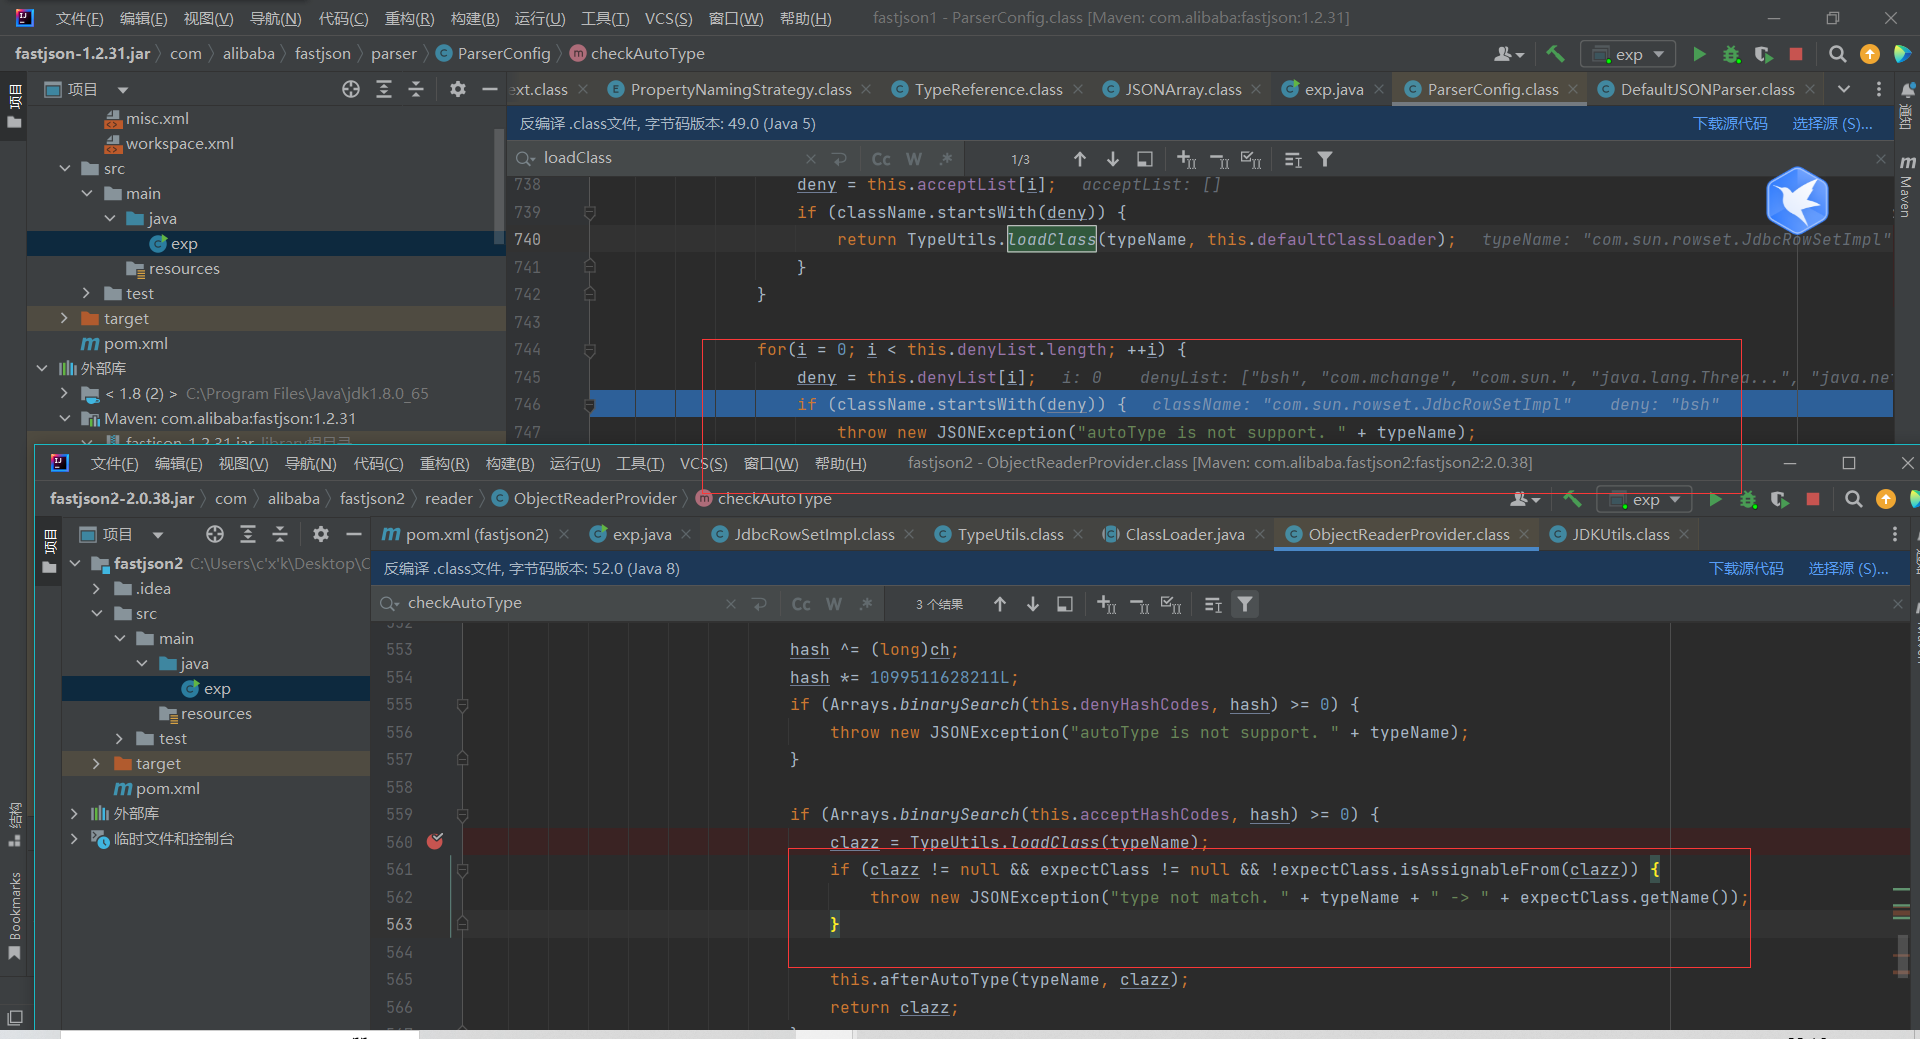 文件(F) 编辑(E) 视图(V) 导航(N) 代码(C) 重构(R) 构建(B) 运行(U) 工具(T) VCS(S) 窗口(W) 帮助(H) fastjson1 - ParserConfig.class [Maven: com.alibaba:fastjson:1.2.31]
fastjson-1.2.31.jar com alibaba fastjson parser ParserConfig checkAutoType exp
项目
项目
ext.class PropertyNamingStrategy.class TypeReference.class JSONArray.class exp.java ParserConfig.class DefaultJSONParser.class
通知
Maven
misc.xml
workspace.xml
src
main
java
exp
resources
test
target
pom.xml
外部库
< 1.8 (2) > C:\Program Files\Java\jdk1.8.0_65
Maven: com.alibaba:fastjson:1.2.31
fastjson-1.2.31.jar library根目录
反编译 .class文件, 字节码版本: 49.0 (Java 5) 下载源代码 选择源 (S)...
loadClass Cc W .* 1/3
738 deny = this.acceptList[i]; acceptList: []
739 if (className.startsWith(deny)) {
740 return TypeUtils.loadClass(typeName, this.defaultClassLoader); typeName: "com.sun.rowset.JdbcRowSetImpl"
741 }
742 }
743
744 for(i = 0; i < this.denyList.length; ++i) {
745 deny = this.denyList[i]; i: 0 denyList: ["bsh", "com.mchange", "com.sun.", "java.lang.Threa...", "java.ne
746 if (className.startsWith(deny)) { className: "com.sun.rowset.JdbcRowSetImpl" deny: "bsh"
747 throw new JSONException("autoType is not support. " + typeName);
文件(F) 编辑(E) 视图(V) 导航(N) 代码(C) 重构(R) 构建(B) 运行(U) 工具(T) VCS(S) 窗口(W) 帮助(H) fastjson2 - ObjectReaderProvider.class [Maven: com.alibaba.fastjson2:fastjson2:2.0.38]
fastjson2-2.0.38.jar com alibaba fastjson2 reader ObjectReaderProvider checkAutoType exp
项目
项目
pom.xml (fastjson2) exp.java JdbcRowSetImpl.class TypeUtils.class ClassLoader.java ObjectReaderProvider.class JDKUtils.class
fastjson2 C:\Users\c'x'k\Desktop\C
.idea
src
main
java
exp
resources
test
target
pom.xml
外部库
临时文件和控制台
结构
Bookmarks
反编译 .class文件, 字节码版本: 52.0 (Java 8) 下载源代码 选择源 (S)...
checkAutoType Cc W .* 3 个结果
553 hash ^= (long)ch;
554 hash *= 1099511628211L;
555 if (Arrays.binarySearch(this.denyHashCodes, hash) >= 0) {
556 throw new JSONException("autoType is not support. " + typeName);
557 }
558
559 if (Arrays.binarySearch(this.acceptHashCodes, hash) >= 0) {
560 clazz = TypeUtils.loadClass(typeName);
561 if (clazz != null && expectClass != null && !expectClass.isAssignableFrom(clazz)) {
562 throw new JSONException("type not match. " + typeName + " -> " + expectClass.getName());
563 }
564
565 this.afterAutoType(typeName, clazz);
566 return clazz;